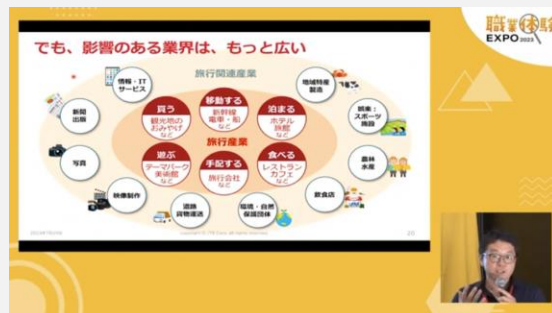 職業体験
EXPO 2023
でも、影響のある業界は、もっと広い
旅行関連産業
情報・IT
サービス
地域特産
製造
新聞
出版
娯楽・
スポーツ
施設
買う
観光地の
おみやげ
など
移動する
新幹線
電車・船
など
泊まる
ホテル
旅館
など
旅行産業
遊ぶ
テーマパーク
美術館
など
手配する
旅行会社
など
食べる
レストラン
カフェ
など
写真
農林
水産
映像制作
飲食店
道路
貨物運送
環境・自然
保護団体
20